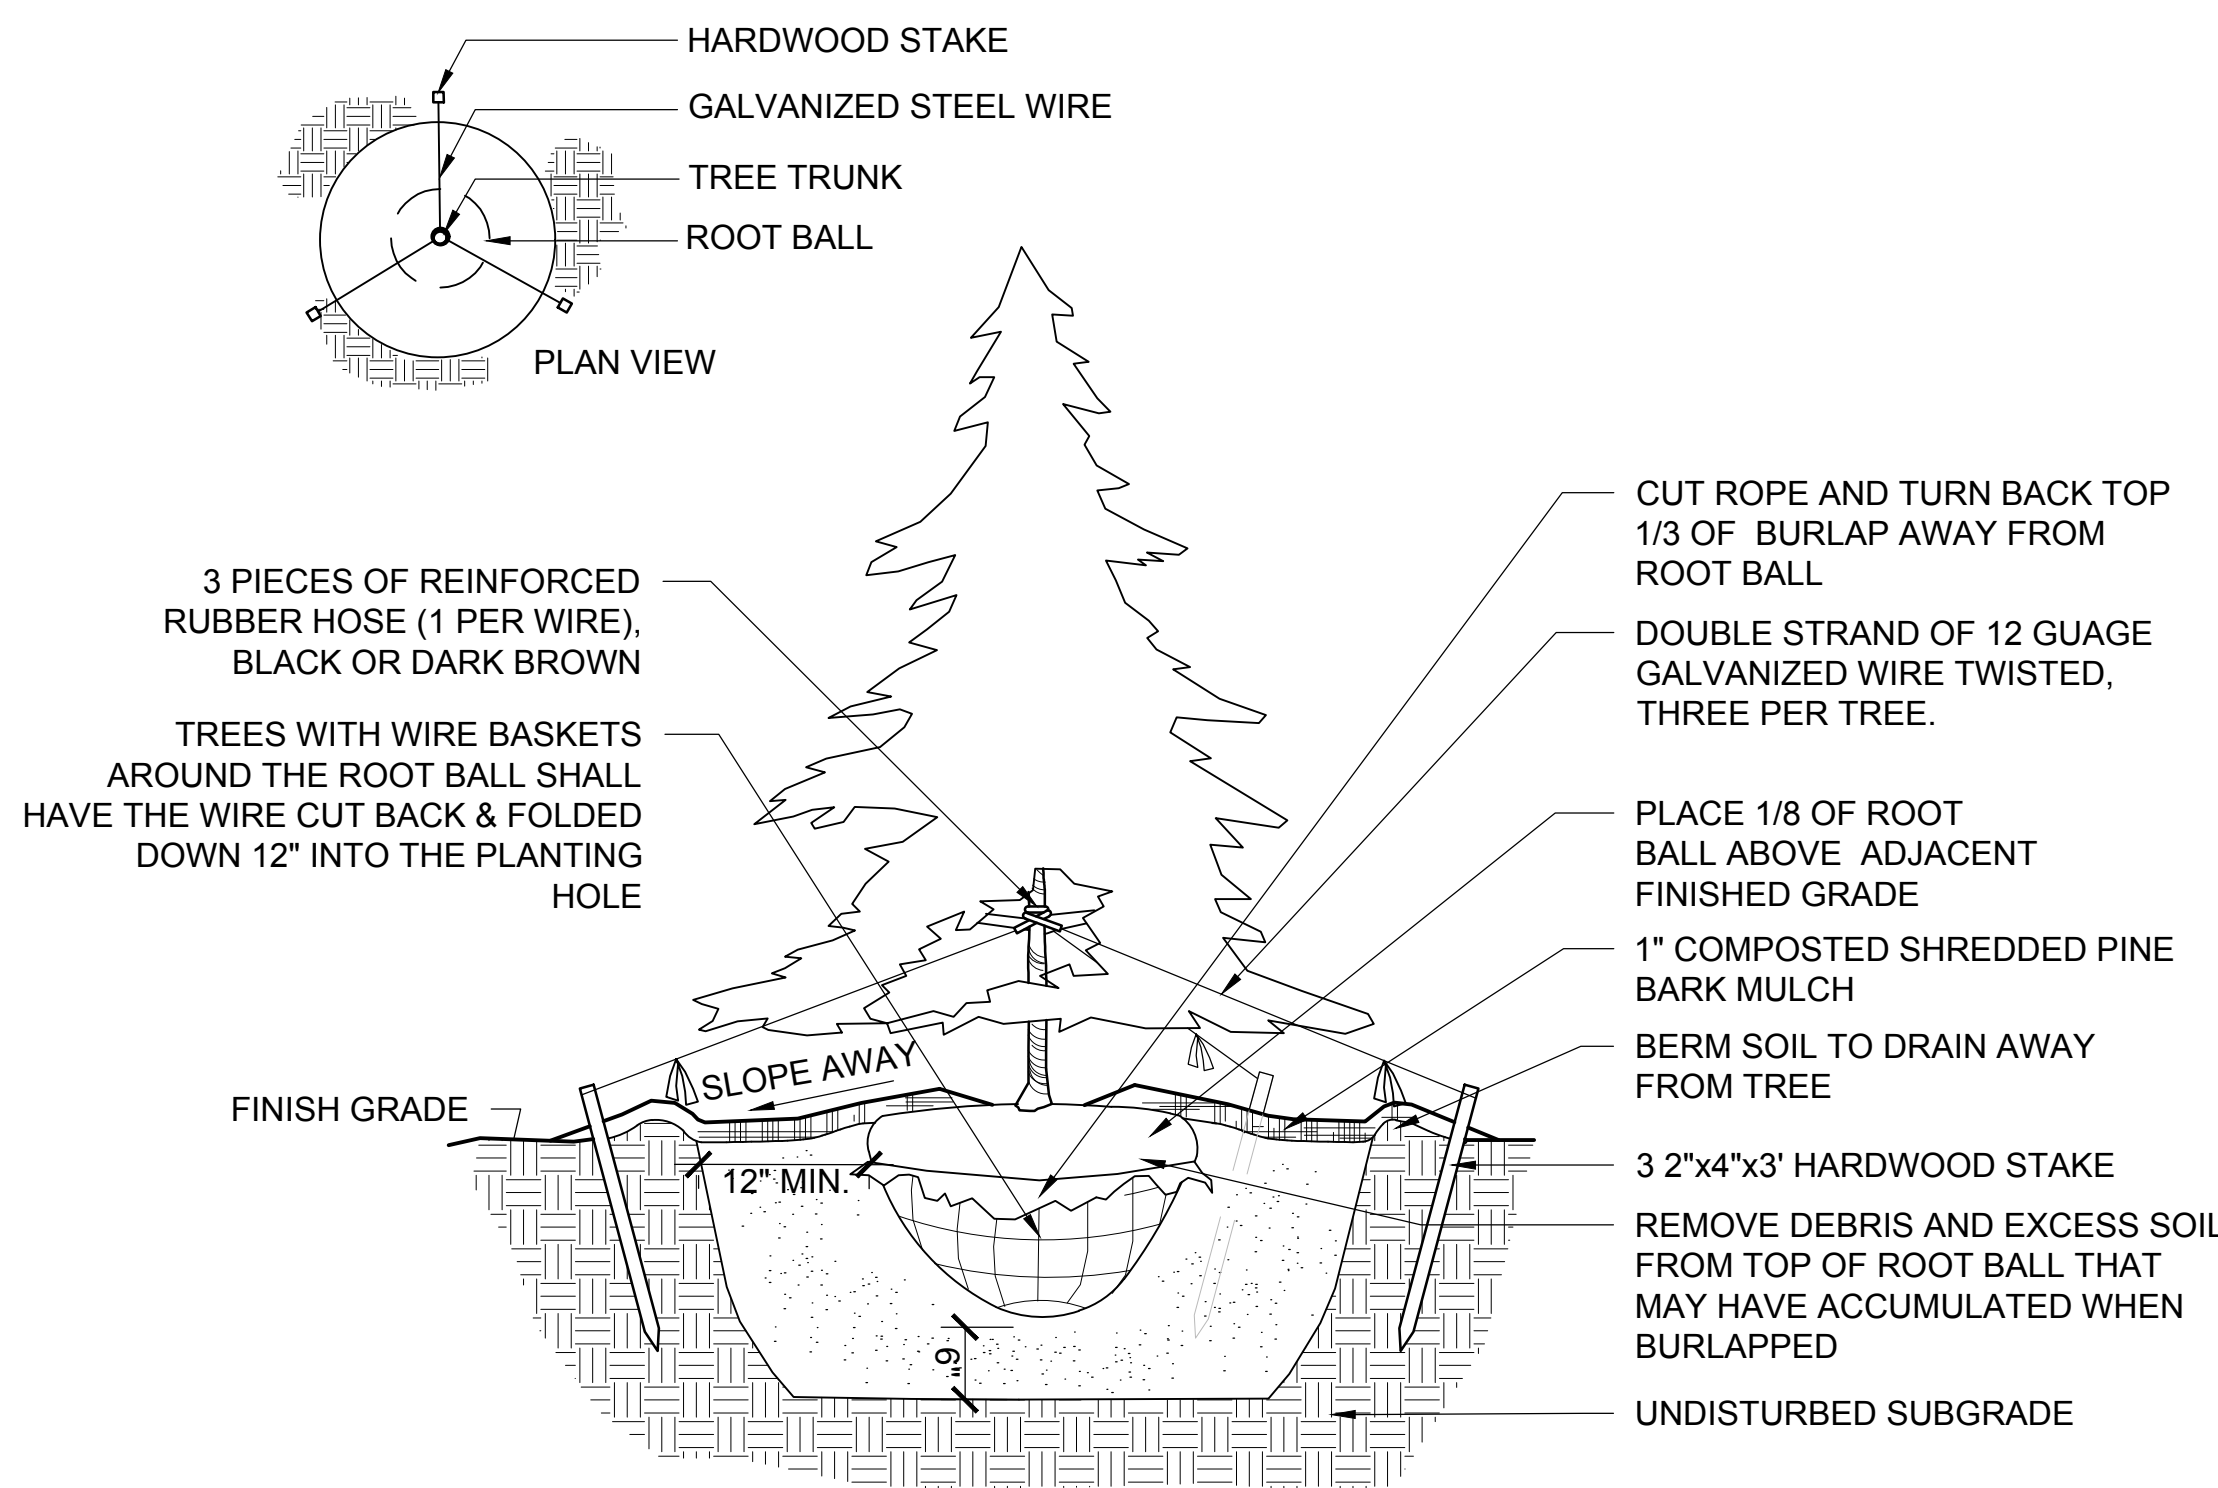 HARDWOOD STAKE
GALVANIZED STEEL WIRE
TREE TRUNK
ROOT BALL
PLAN VIEW
3 PIECES OF REINFORCED
RUBBER HOSE (1 PER WIRE),
BLACK OR DARK BROWN
TREES WITH WIRE BASKETS
AROUND THE ROOT BALL SHALL
HAVE THE WIRE CUT BACK & FOLDED
DOWN 12" INTO THE PLANTING
HOLE
FINISH GRADE
SLOPE AWAY
12" MIN.
6"
CUT ROPE AND TURN BACK TOP
1/3 OF BURLAP AWAY FROM
ROOT BALL
DOUBLE STRAND OF 12 GUAGE
GALVANIZED WIRE TWISTED,
THREE PER TREE.
PLACE 1/8 OF ROOT
BALL ABOVE ADJACENT
FINISHED GRADE
1" COMPOSTED SHREDDED PINE
BARK MULCH
BERM SOIL TO DRAIN AWAY
FROM TREE
3 2"x4"x3' HARDWOOD STAKE
REMOVE DEBRIS AND EXCESS SOIL
FROM TOP OF ROOT BALL THAT
MAY HAVE ACCUMULATED WHEN
BURLAPPED
UNDISTURBED SUBGRADE